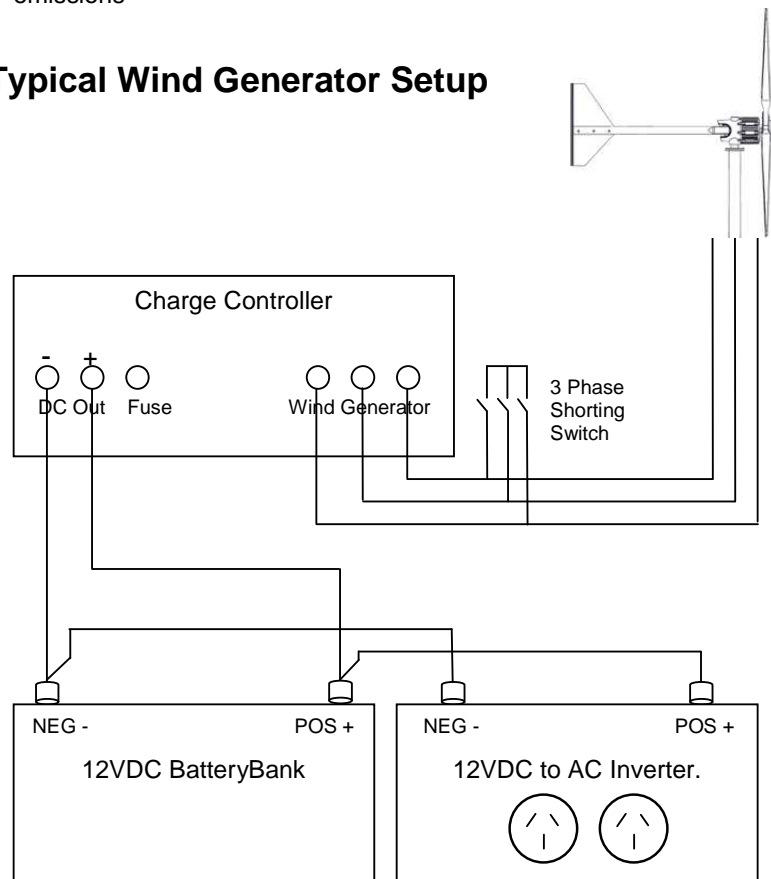 emissions
Typical Wind Generator Setup
Charge Controller
- +
DC Out Fuse Wind Generator
3 Phase
Shorting
Switch
NEG - POS + NEG - POS +
12VDC BatteryBank 12VDC to AC Inverter.